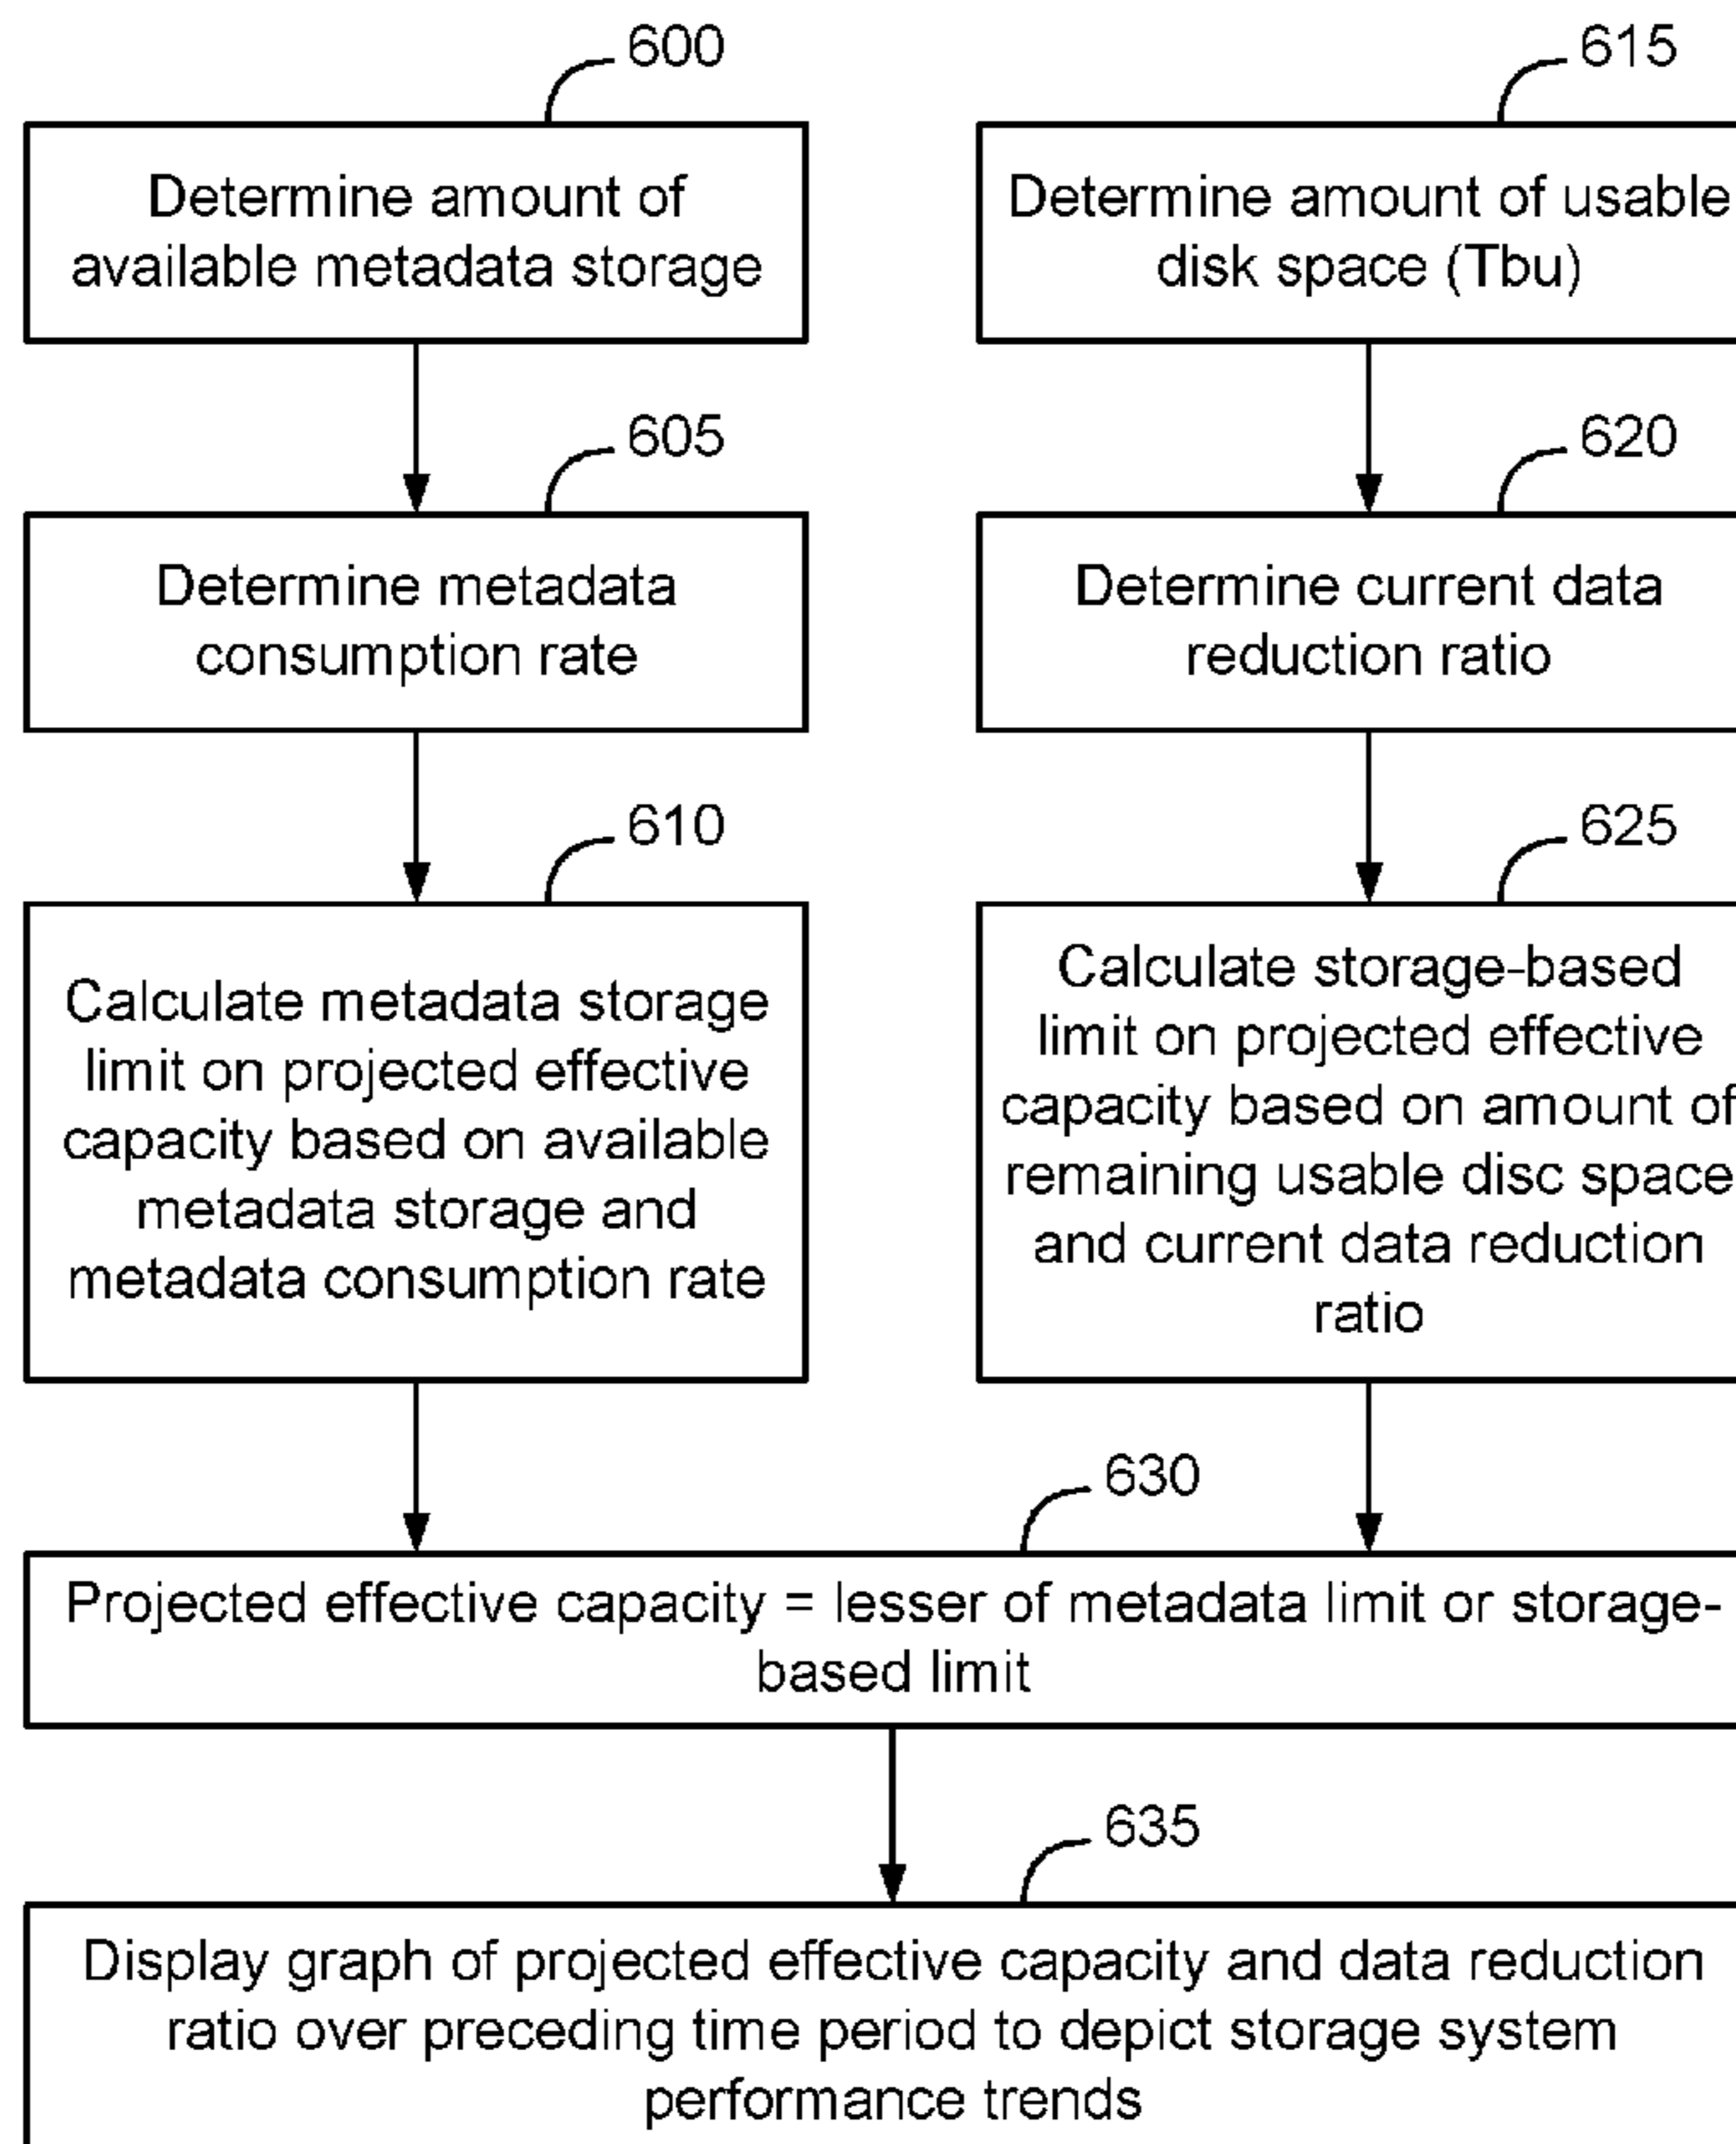 600
Determine amount of
available metadata storage
605
Determine metadata
consumption rate
610
Calculate metadata storage
limit on projected effective
capacity based on available
metadata storage and
metadata consumption rate
615
Determine amount of usable
disk space (Tbu)
620
Determine current data
reduction ratio
625
Calculate storage-based
limit on projected effective
capacity based on amount of
remaining usable disc space
and current data reduction
ratio
630
Projected effective capacity = lesser of metadata limit or storage-
based limit
635
Display graph of projected effective capacity and data reduction
ratio over preceding time period to depict storage system
performance trends